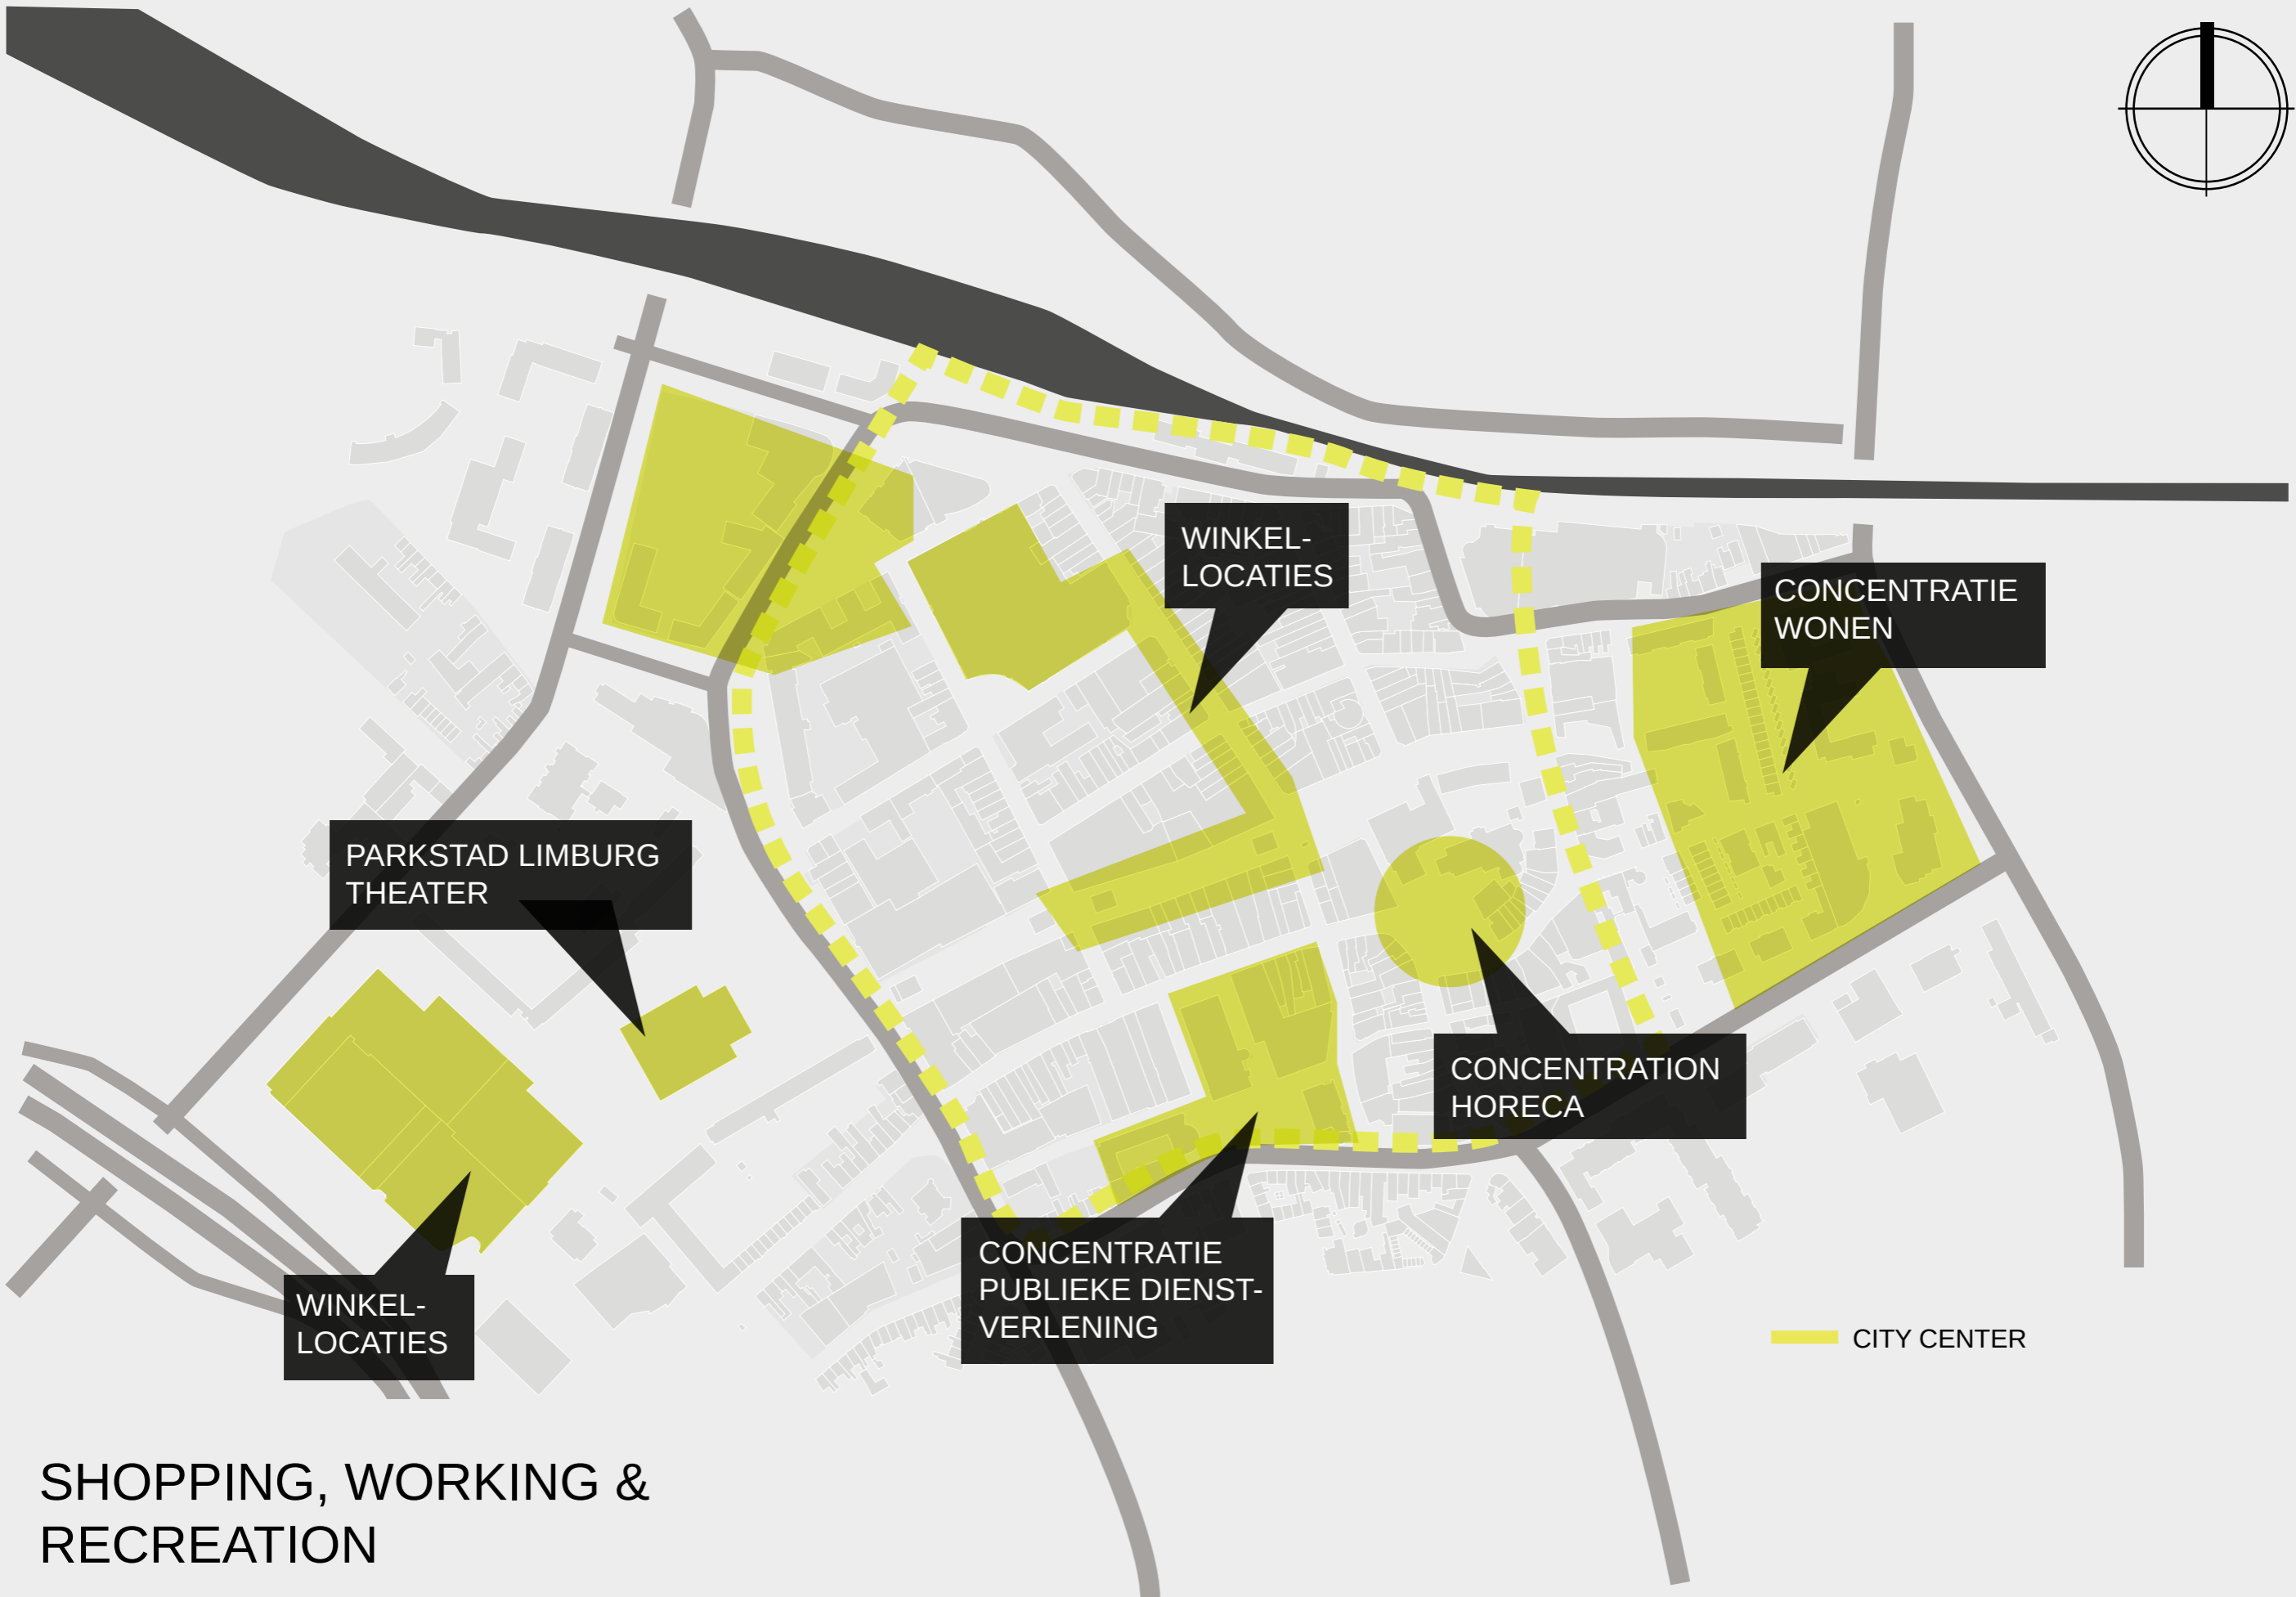 WINKEL-
LOCATIES
CONCENTRATIE
WONEN
PARKSTAD LIMBURG
THEATER
CONCENTRATION
HORECA
CONCENTRATIE
PUBLIEKE DIENST-
VERLENING
WINKEL-
LOCATIES
CITY CENTER
SHOPPING, WORKING &
RECREATION